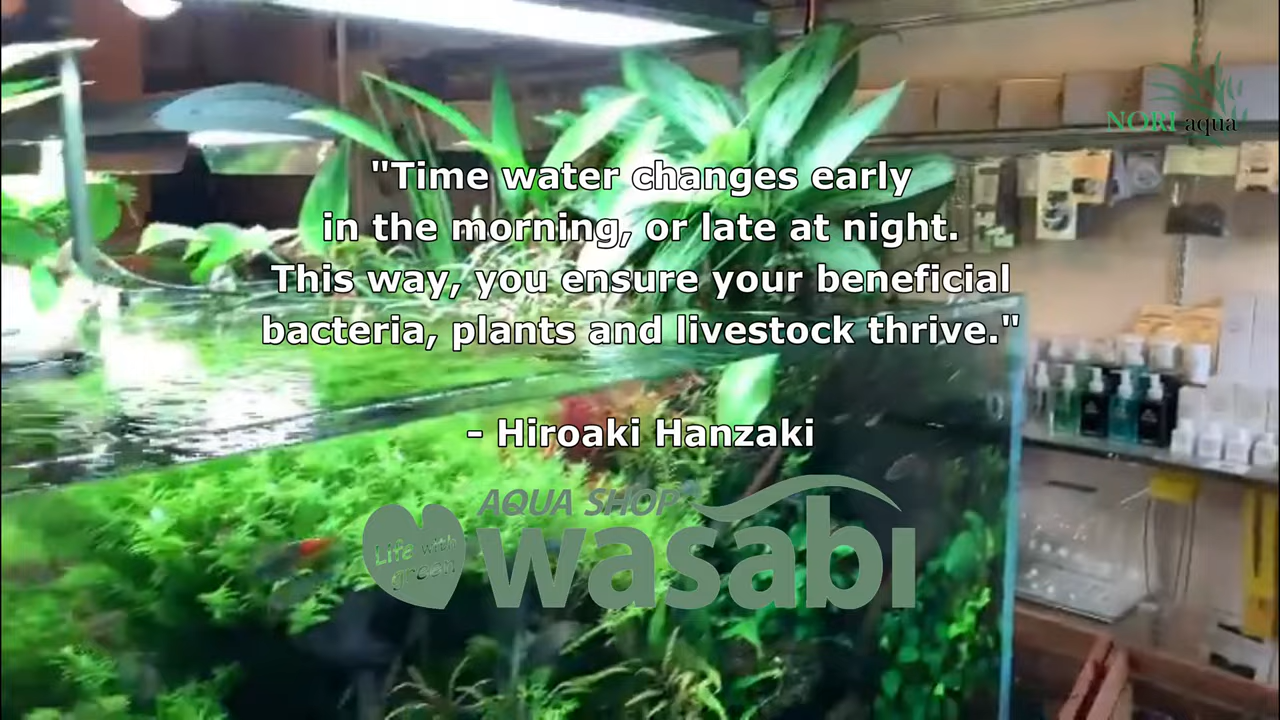 NORI aqua
"Time water changes early
in the morning, or late at night.
This way, you ensure your beneficial
bacteria, plants and livestock thrive."
- Hiroaki Hanzaki
AQUA SHOP
wasabi
Life with
green